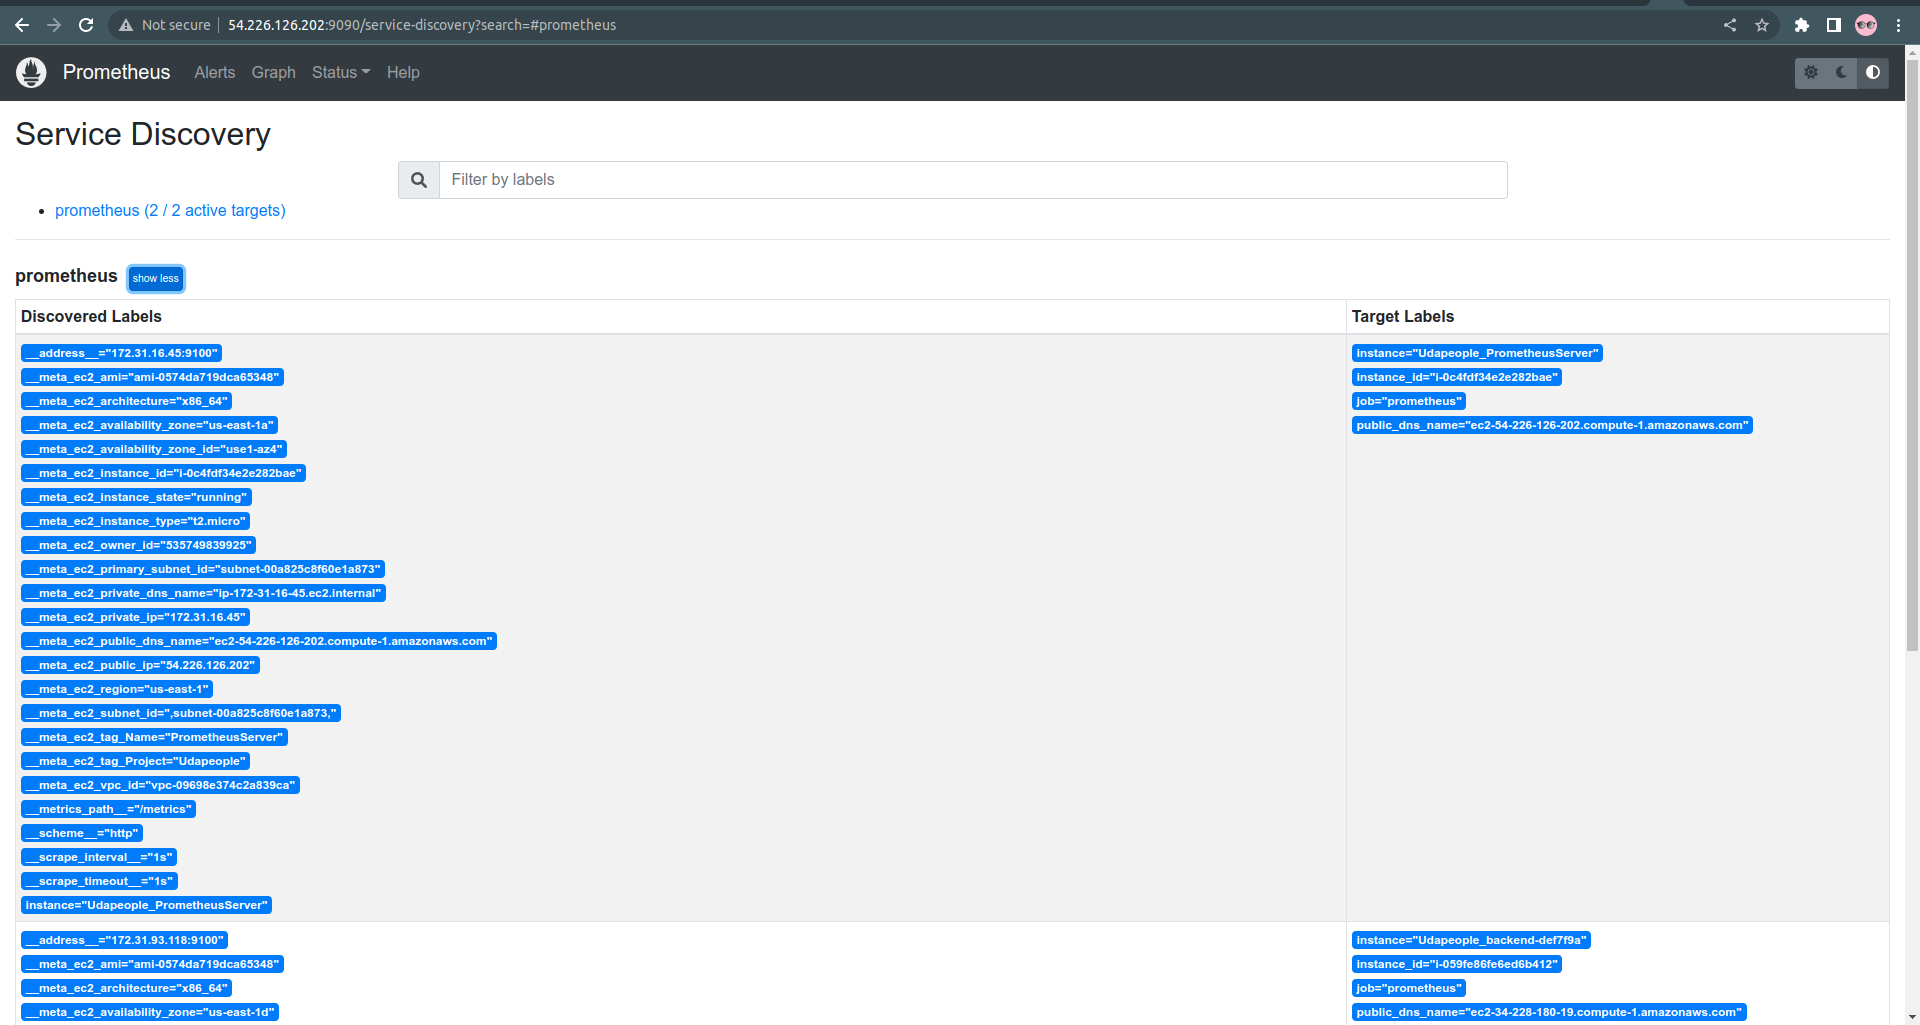 Not secure 54.226.126.202:9090/service-discovery?search=#prometheus
Prometheus Alerts Graph Status Help
Service Discovery
Filter by labels
prometheus (2 / 2 active targets)
prometheus show less
Discovered Labels Target Labels
__address__="172.31.16.45:9100" instance="Udapeople_PrometheusServer"
__meta_ec2_ami="ami-0574da719dca65348" instance_id="i-0c4fdf34e2e282bae"
__meta_ec2_architecture="x86_64" job="prometheus"
__meta_ec2_availability_zone="us-east-1a" public_dns_name="ec2-54-226-126-202.compute-1.amazonaws.com"
__meta_ec2_availability_zone_id="use1-az4"
__meta_ec2_instance_id="i-0c4fdf34e2e282bae"
__meta_ec2_instance_state="running"
__meta_ec2_instance_type="t2.micro"
__meta_ec2_owner_id="535749839925"
__meta_ec2_primary_subnet_id="subnet-00a825c8f60e1a873"
__meta_ec2_private_dns_name="ip-172-31-16-45.ec2.internal"
__meta_ec2_private_ip="172.31.16.45"
__meta_ec2_public_dns_name="ec2-54-226-126-202.compute-1.amazonaws.com"
__meta_ec2_public_ip="54.226.126.202"
__meta_ec2_region="us-east-1"
__meta_ec2_subnet_id=",subnet-00a825c8f60e1a873,"
__meta_ec2_tag_Name="PrometheusServer"
__meta_ec2_tag_Project="Udapeople"
__meta_ec2_vpc_id="vpc-09698e374c2a839ca"
__metrics_path__="/metrics"
__scheme__="http"
__scrape_interval__="1s"
__scrape_timeout__="1s"
instance="Udapeople_PrometheusServer"
__address__="172.31.93.118:9100" instance="Udapeople_backend-def7f9a"
__meta_ec2_ami="ami-0574da719dca65348" instance_id="i-059fe86fe6ed6b412"
__meta_ec2_architecture="x86_64" job="prometheus"
__meta_ec2_availability_zone="us-east-1d" public_dns_name="ec2-34-228-180-19.compute-1.amazonaws.com"